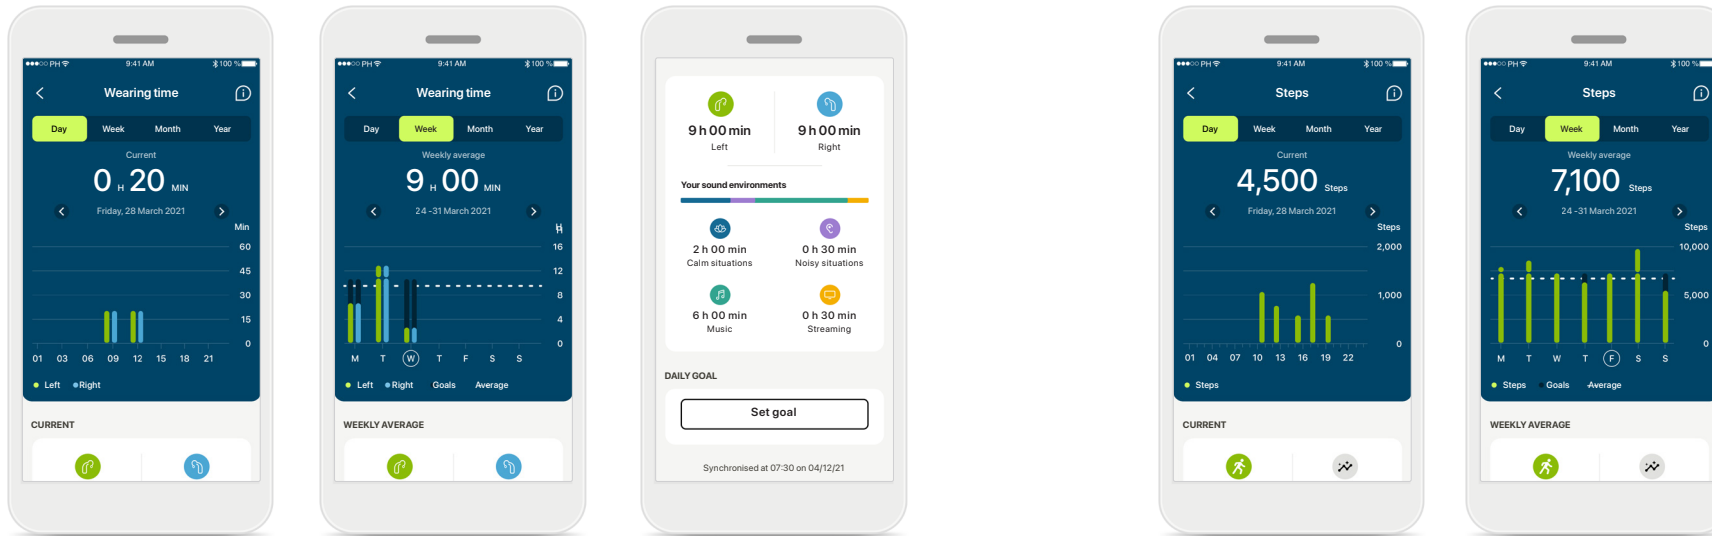 PH 9:41 AM 100 %
Wearing time
Day Week Month Year
Current
0 H 20 MIN
Friday, 28 March 2021
Min
60
45
30
15
0
01 03 06 09 12 15 18 21
Left Right
CURRENT
PH 9:41 AM 100 %
Wearing time
Day Week Month Year
Weekly average
9 H 00 MIN
24 -31 March 2021
H
16
12
8
4
0
M T W T F S S
Left Right Goals Average
WEEKLY AVERAGE
9 h 00 min 9 h 00 min
Left Right
Your sound environments
2 h 00 min 0 h 30 min
Calm situations Noisy situations
6 h 00 min 0 h 30 min
Music Streaming
DAILY GOAL
Set goal
Synchronised at 07:30 on 04/12/21
PH 9:41 AM 100 %
Steps
Day Week Month Year
Current
4,500 Steps
Friday, 28 March 2021
Steps
2,000
1,000
0
01 04 07 10 13 16 19 22
Steps
CURRENT
PH 9:41 AM 100 %
Steps
Day Week Month Year
Weekly average
7,100 Steps
24 -31 March 2021
Steps
10,000
5,000
0
M T W T F S S
Steps Goals Average
WEEKLY AVERAGE